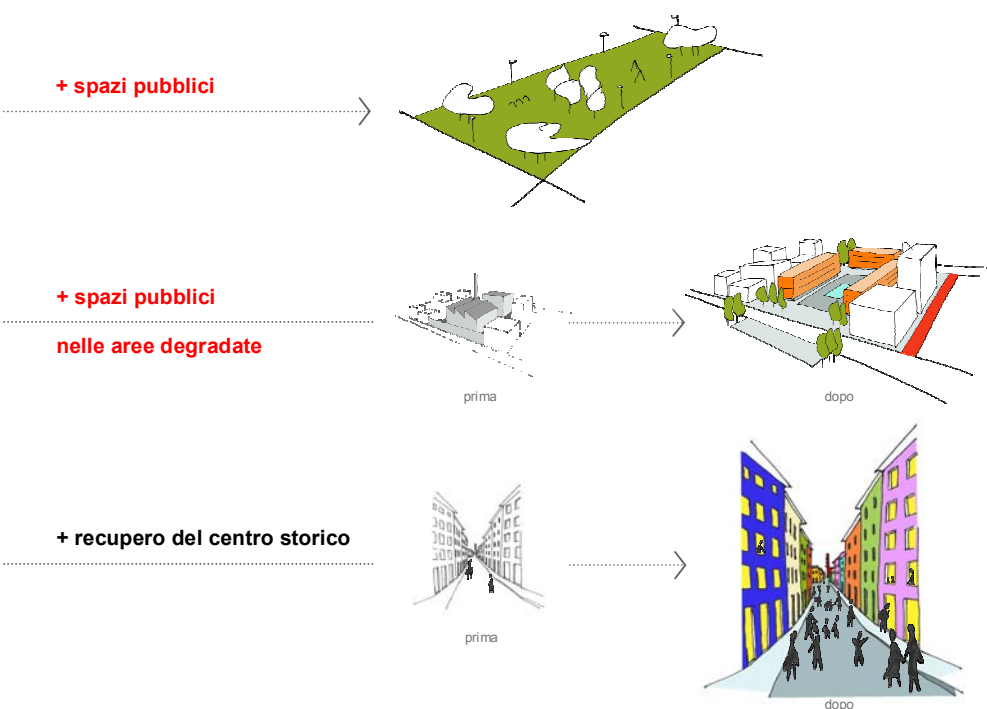 + spazi pubblici
+ spazi pubblici
nelle aree degradate
prima
dopo
+ recupero del centro storico
prima
dopo